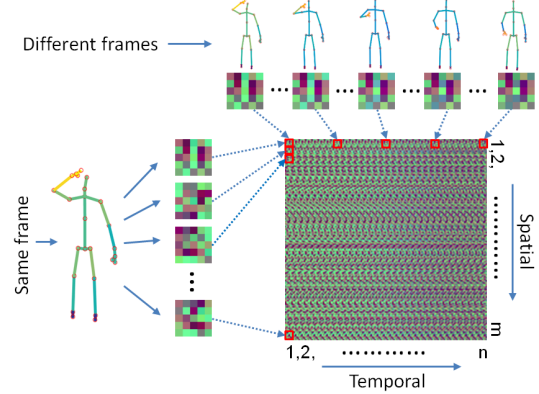 Different frames
Same frame
1,2,
Spatial
m
1,2,
n
Temporal